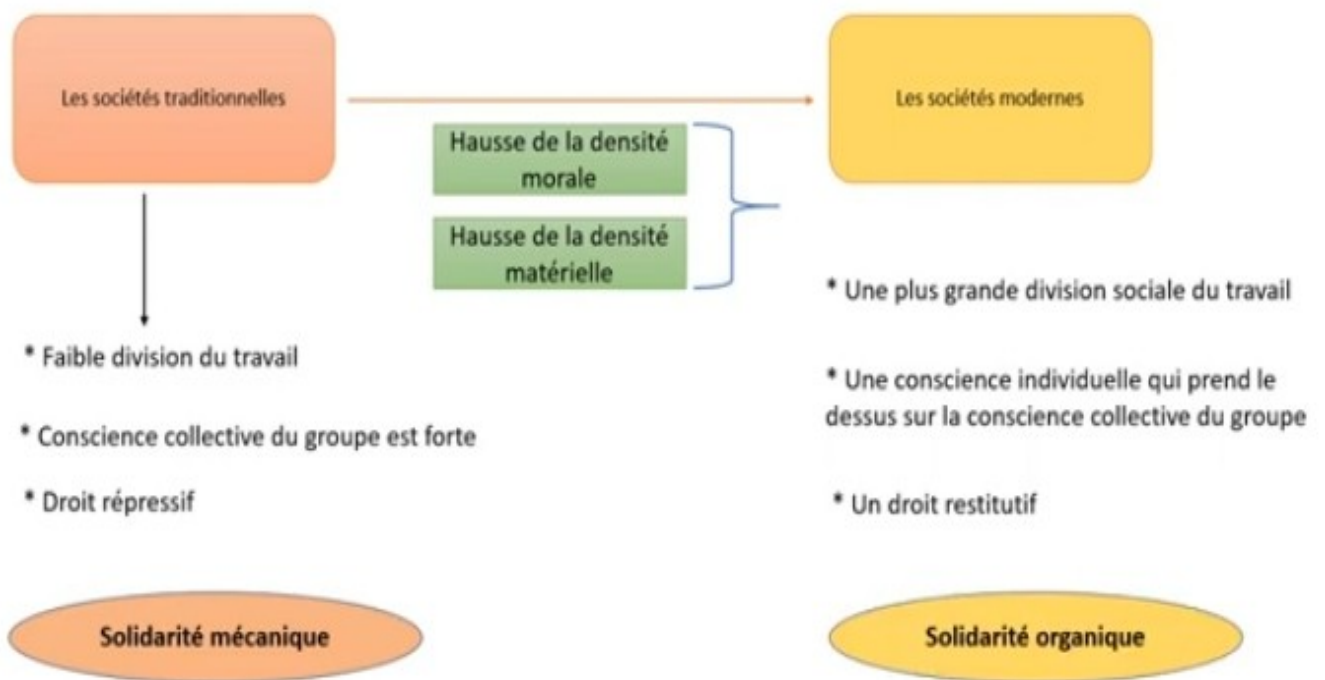 Les sociétés traditionnelles
Les sociétés modernes
Hausse de la densité
morale
Hausse de la densité
matérielle
* Faible division du travail
* Conscience collective du groupe est forte
* Droit répressif
* Une plus grande division sociale du travail
* Une conscience individuelle qui prend le
dessus sur la conscience collective du groupe
* Un droit restitutif
Solidarité mécanique
Solidarité organique